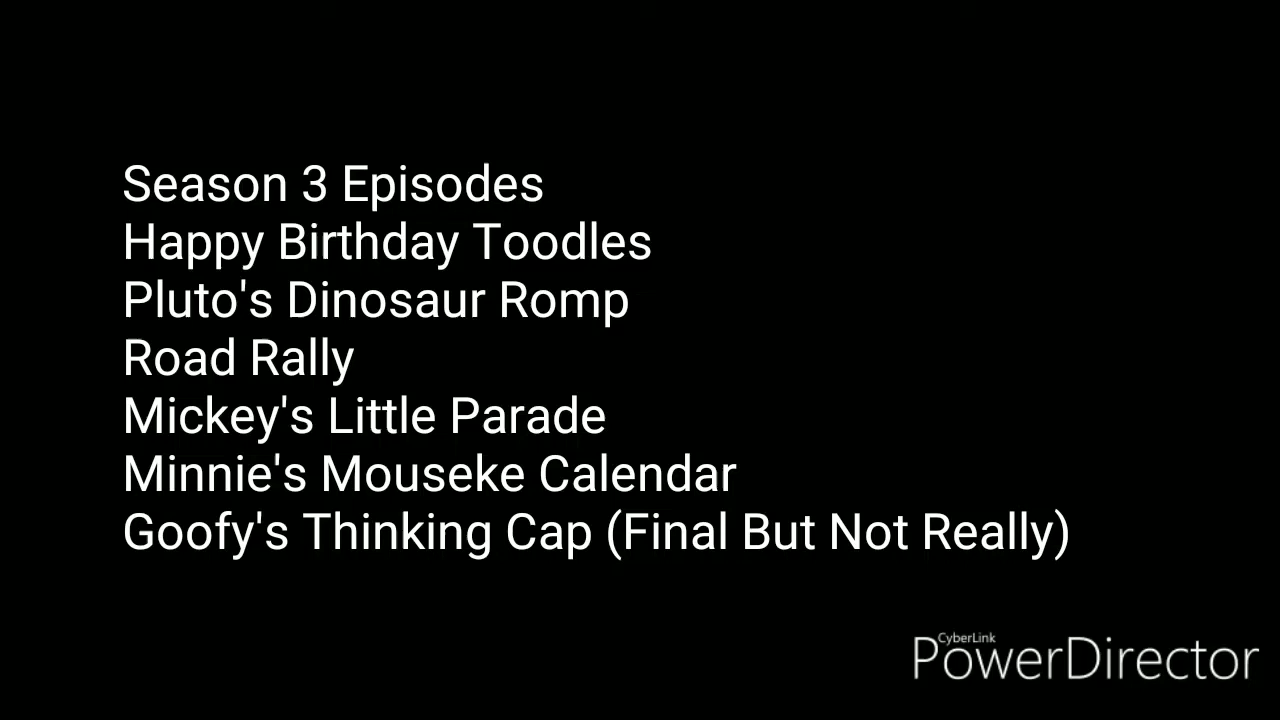 Season 3 Episodes
Happy Birthday Toodles
Pluto's Dinosaur Romp
Road Rally
Mickey's Little Parade
Minnie's Mouseke Calendar
Goofy's Thinking Cap (Final But Not Really)
CyberLink
PowerDirector